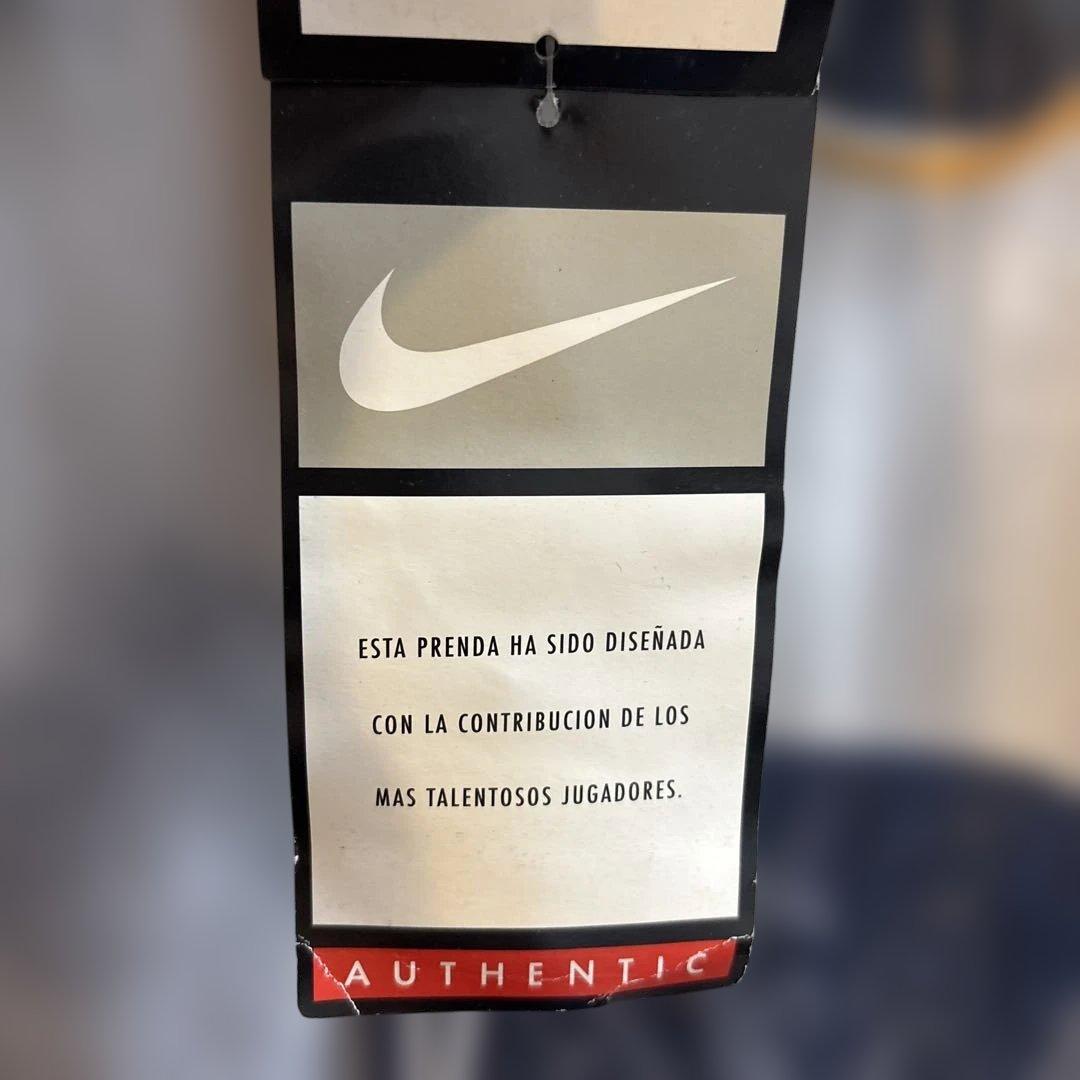 ESTA PRENDA HA SIDO DISEÑADA
CON LA CONTRIBUCION DE LOS
MAS TALENTOSOS JUGADORES.
AUTHENTIC